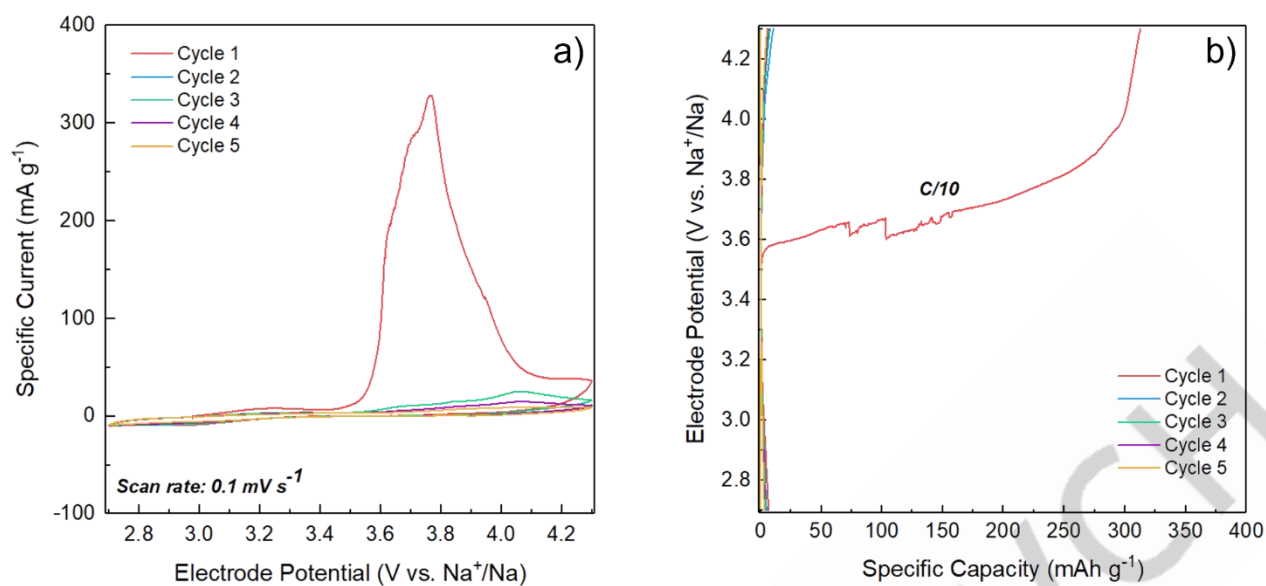 a)
Cycle 1
Cycle 2
Cycle 3
Cycle 4
Cycle 5
400
300
200
100
0
-100
Specific Current (mA g⁻¹)
Scan rate: 0.1 mV s⁻¹
2.8 3.0 3.2 3.4 3.6 3.8 4.0 4.2
Electrode Potential (V vs. Na⁺/Na)
b)
4.2
4.0
3.8
3.6
3.4
3.2
3.0
2.8
Electrode Potential (V vs. Na⁺/Na)
C/10
Cycle 1
Cycle 2
Cycle 3
Cycle 4
Cycle 5
0 50 100 150 200 250 300 350 400
Specific Capacity (mAh g⁻¹)